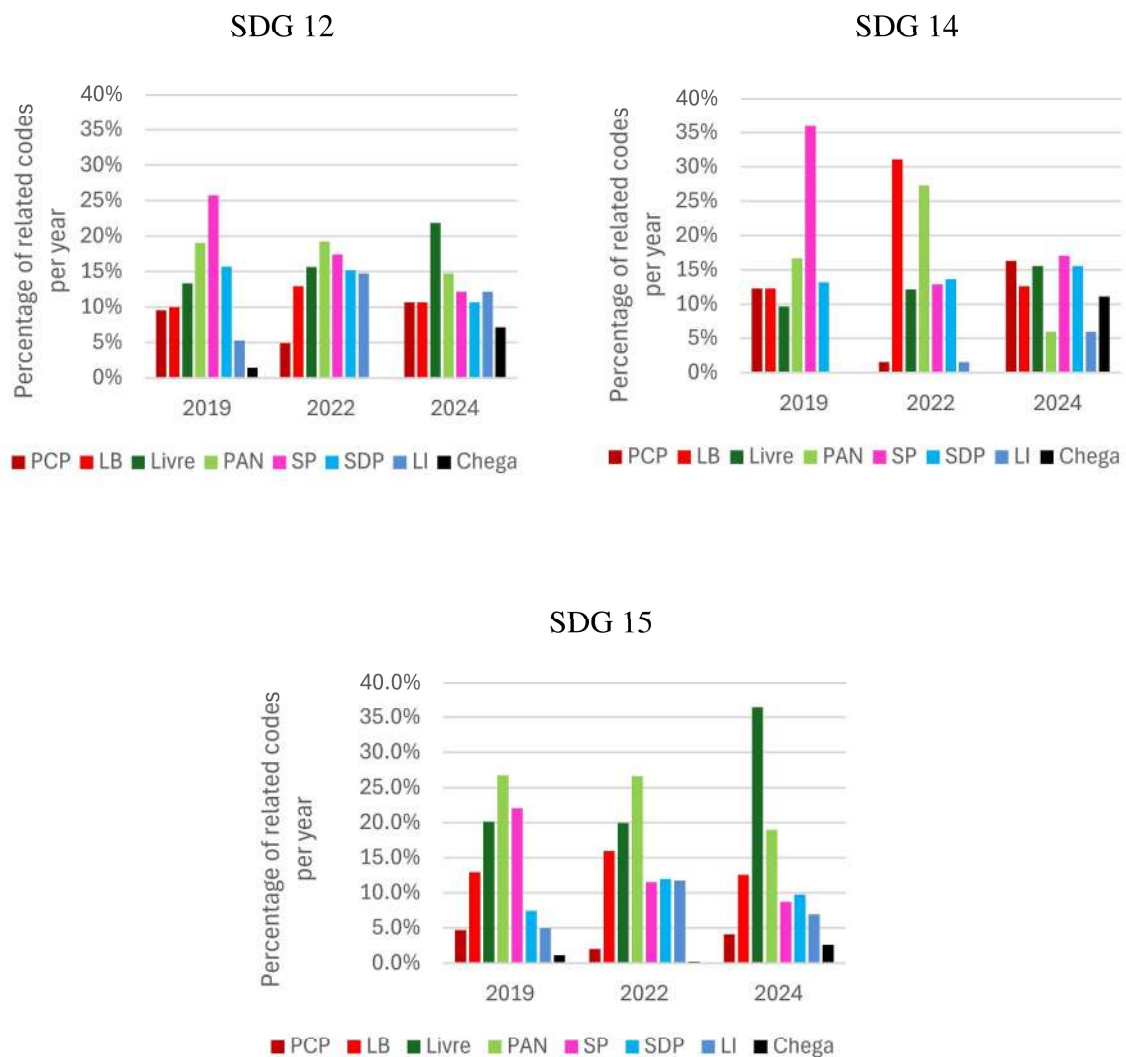 SDG 12
Percentage of related codes
per year
40%
35%
30%
25%
20%
15%
10%
5%
0%
2019 2022 2024
PCP LB Livre PAN SP SDP LI Chega
SDG 14
Percentage of related codes
per year
40%
35%
30%
25%
20%
15%
10%
5%
0%
2019 2022 2024
PCP LB Livre PAN SP SDP LI Chega
SDG 15
Percentage of related codes
per year
40.0%
35.0%
30.0%
25.0%
20.0%
15.0%
10.0%
5.0%
0.0%
2019 2022 2024
PCP LB Livre PAN SP SDP LI Chega